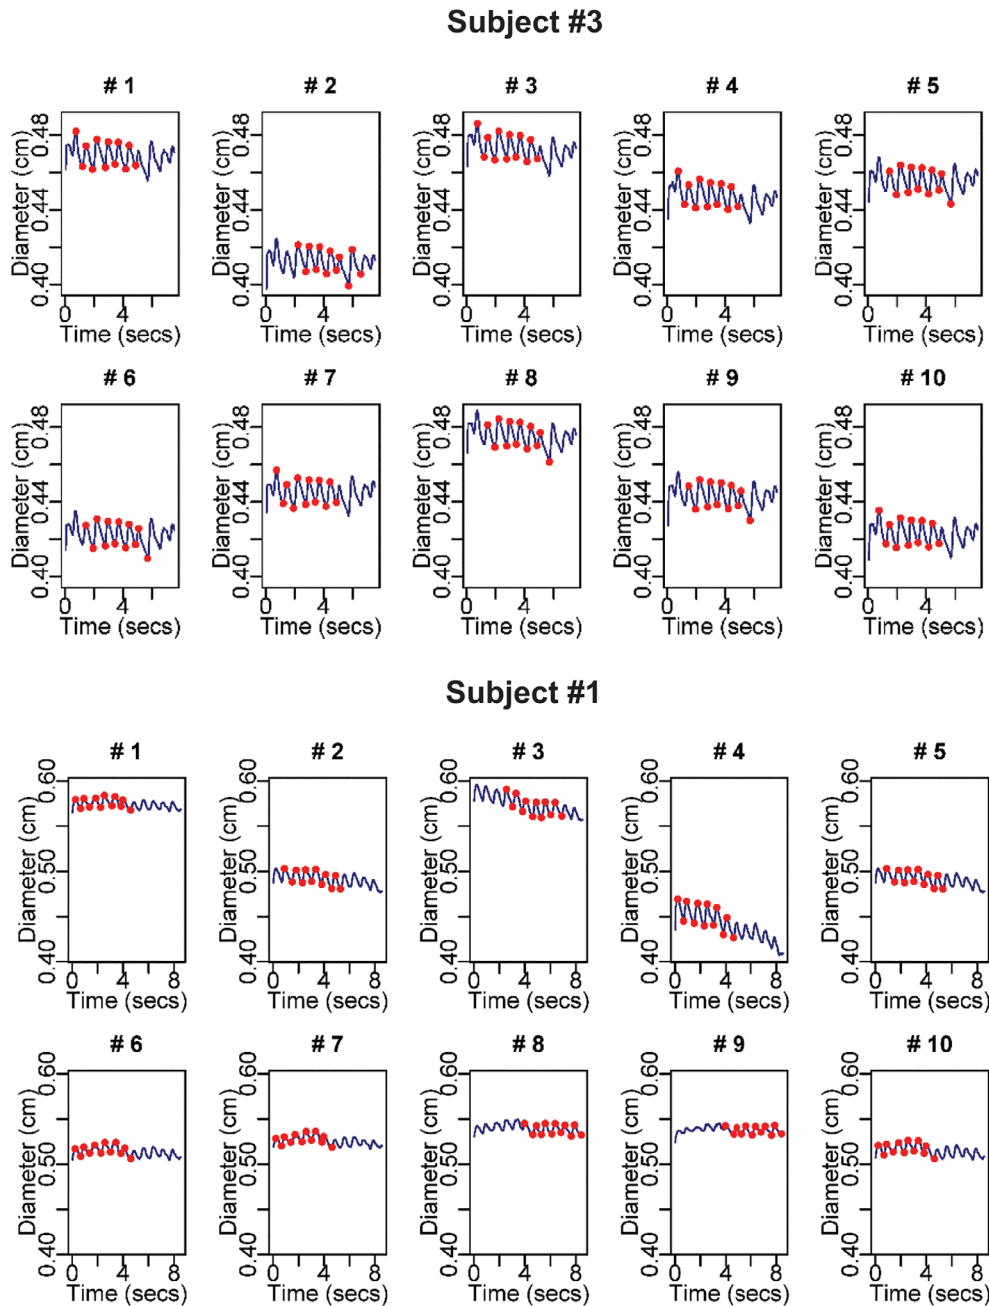 Subject #3
# 1 # 2 # 3 # 4 # 5
Diameter (cm) Diameter (cm) Diameter (cm) Diameter (cm) Diameter (cm)
0.48 0.48 0.48 0.48 0.48
0.44 0.44 0.44 0.44 0.44
0.40 0.40 0.40 0.40 0.40
0 4 0 4 0 4 0 4 0 4
Time (secs) Time (secs) Time (secs) Time (secs) Time (secs)
# 6 # 7 # 8 # 9 # 10
Diameter (cm) Diameter (cm) Diameter (cm) Diameter (cm) Diameter (cm)
0.48 0.48 0.48 0.48 0.48
0.44 0.44 0.44 0.44 0.44
0.40 0.40 0.40 0.40 0.40
0 4 0 4 0 4 0 4 0 4
Time (secs) Time (secs) Time (secs) Time (secs) Time (secs)
Subject #1
# 1 # 2 # 3 # 4 # 5
Diameter (cm) Diameter (cm) Diameter (cm) Diameter (cm) Diameter (cm)
0.60 0.60 0.60 0.60 0.60
0.50 0.50 0.50 0.50 0.50
0.40 0.40 0.40 0.40 0.40
0 4 8 0 4 8 0 4 8 0 4 8 0 4 8
Time (secs) Time (secs) Time (secs) Time (secs) Time (secs)
# 6 # 7 # 8 # 9 # 10
Diameter (cm) Diameter (cm) Diameter (cm) Diameter (cm) Diameter (cm)
0.60 0.60 0.60 0.60 0.60
0.50 0.50 0.50 0.50 0.50
0.40 0.40 0.40 0.40 0.40
0 4 8 0 4 8 0 4 8 0 4 8 0 4 8
Time (secs) Time (secs) Time (secs) Time (secs) Time (secs)